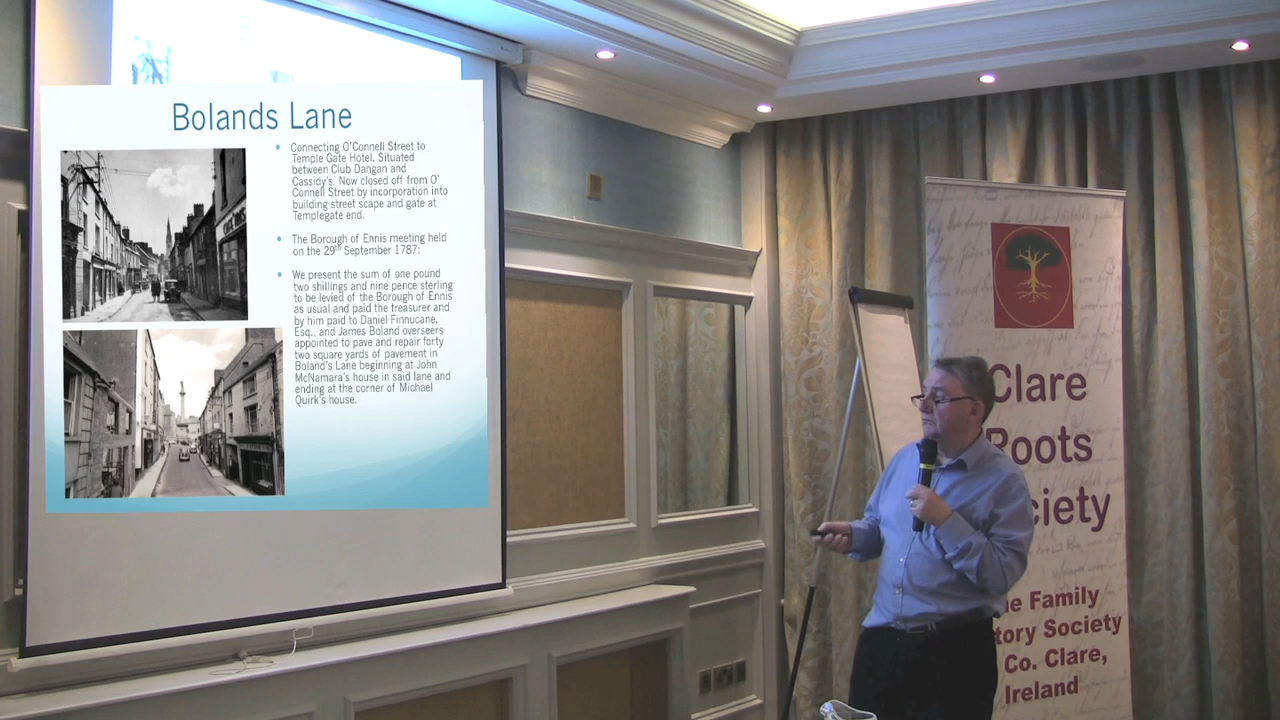 Bolands Lane
• Connecting O'Connell Street to
Temple Gate Hotel. Situated
between Club Dangan and
Cassidy's. Now closed off from O'
Connell Street by incorporation into
building street scape and gate at
Templegate end.
• The Borough of Ennis meeting held
on the 29th September 1787:
• We present the sum of one pound
two shillings and nine pence sterling
to be levied of the Borough of Ennis
as usual and paid the treasurer and
by him paid to Daniel Finnucane,
Esq., and James Boland overseers
appointed to pave and repair forty
two square yards of pavement in
Boland's Lane beginning at John
McNamara's house in said lane and
ending at the corner of Michael
Quirk's house.
Clare
Roots
ciety
Family
tory Society
Co. Clare,
Ireland